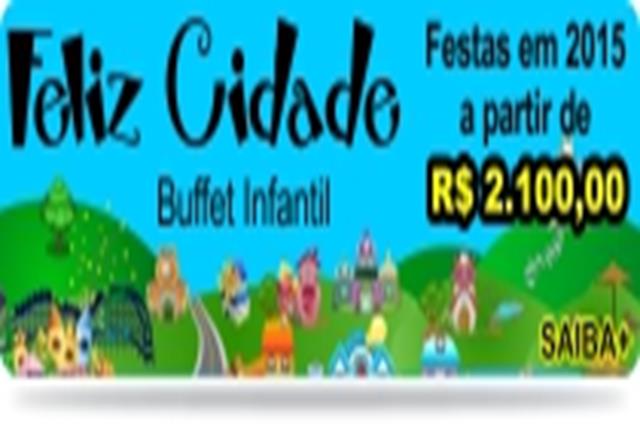 Feliz Cidade
Buffet Infantil
Festas em 2015
a partir de
R$ 2.100,00
SAIBA+